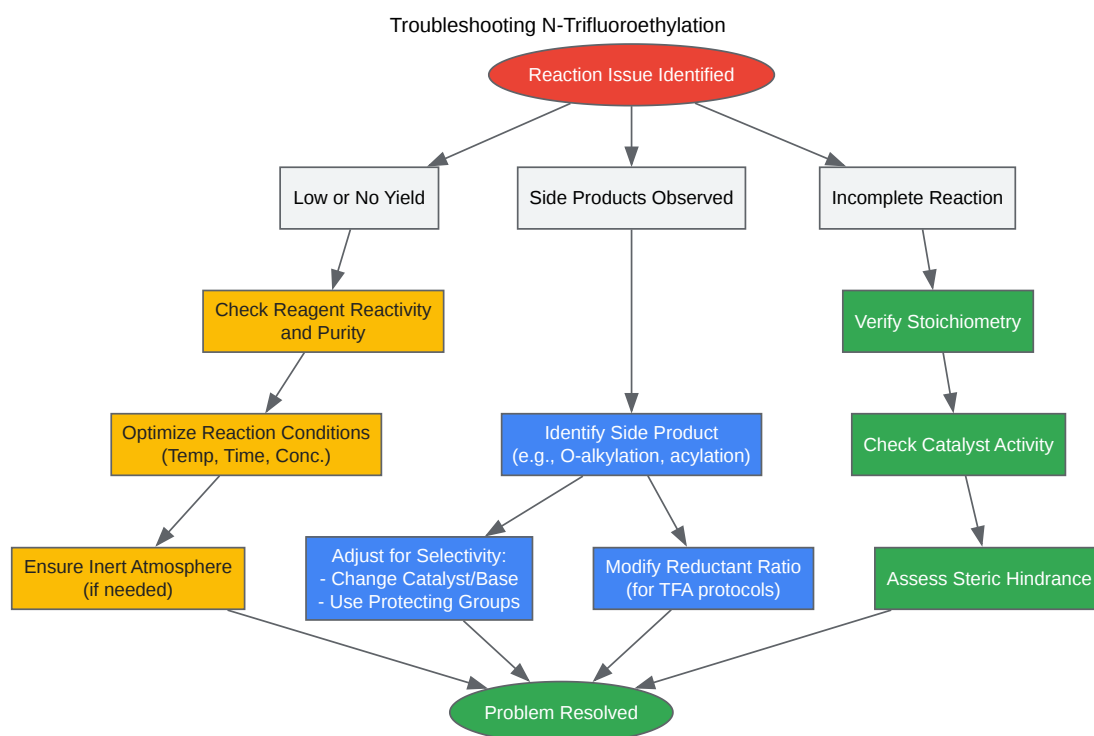 Troubleshooting N-Trifluoroethylation
Reaction Issue Identified
Low or No Yield
Side Products Observed
Incomplete Reaction
Check Reagent Reactivity
and Purity
Verify Stoichiometry
Optimize Reaction Conditions
(Temp, Time, Conc.)
Identify Side Product
(e.g., O-alkylation, acylation)
Check Catalyst Activity
Ensure Inert Atmosphere
(if needed)
Adjust for Selectivity:
- Change Catalyst/Base
- Use Protecting Groups
Modify Reductant Ratio
(for TFA protocols)
Assess Steric Hindrance
Problem Resolved